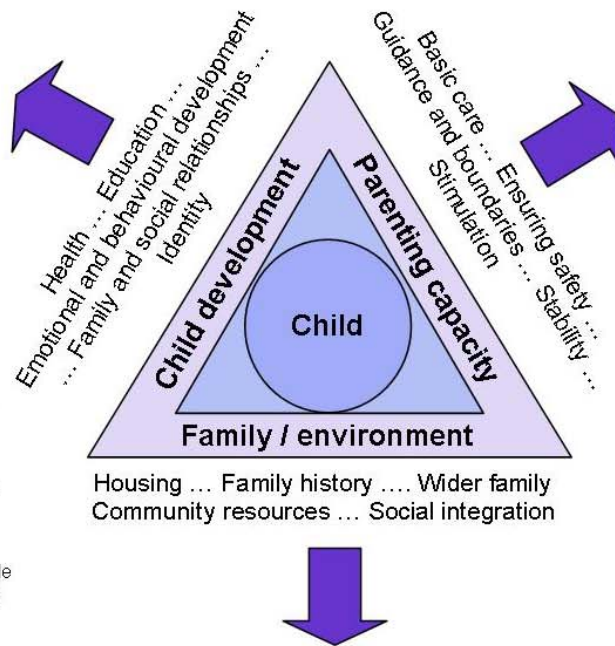 Health … Education …
Emotional and behavioural development
… Family and social relationships …
Identity
Child development
Basic care … Ensuring safety …
Guidance and boundaries … Stability …
Stimulation
Parenting capacity
Child
Family / environment
Housing … Family history …. Wider family
Community resources … Social integration